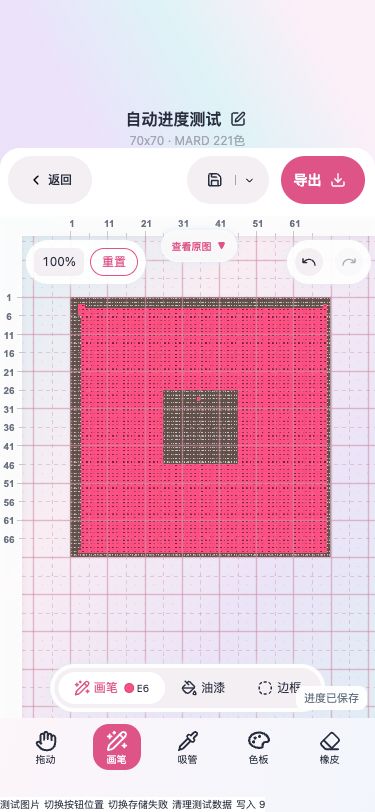 自动进度测试
70x70 · MARD 221色
返回
导出
1 11 21 31 41 51 61
查看原图 ▼
100% 重置
1
6
11
16
21
26
31
36
41
46
51
56
61
66
画笔 E6 油漆 边框
进度已保存
拖动 画笔 吸管 色板 橡皮
测试图片 切换按钮位置 切换存储失败 清理测试数据 写入 9